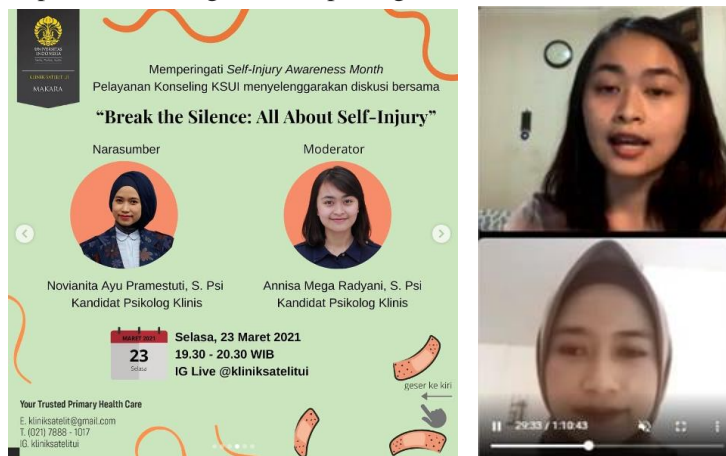 UNIVERSITAS
INDONESIA
KLINIK SATELIT UI
MAKARA
Memperingati Self-Injury Awareness Month
Pelayanan Konseling KSUI menyelenggarakan diskusi bersama
“Break the Silence: All About Self-Injury”
Narasumber
Moderator
Novianita Ayu Pramestuti, S. Psi
Kandidat Psikolog Klinis
Annisa Mega Radyani, S. Psi
Kandidat Psikolog Klinis
MARET 2021
23
Selasa
Selasa, 23 Maret 2021
19.30 - 20.30 WIB
IG Live @kliniksatelitui
geser ke kiri
Your Trusted Primary Health Care
E. kliniksatelit@gmail.com
T. (021) 7888 - 1017
IG. kliniksatelitui
29:33 / 1:10:43